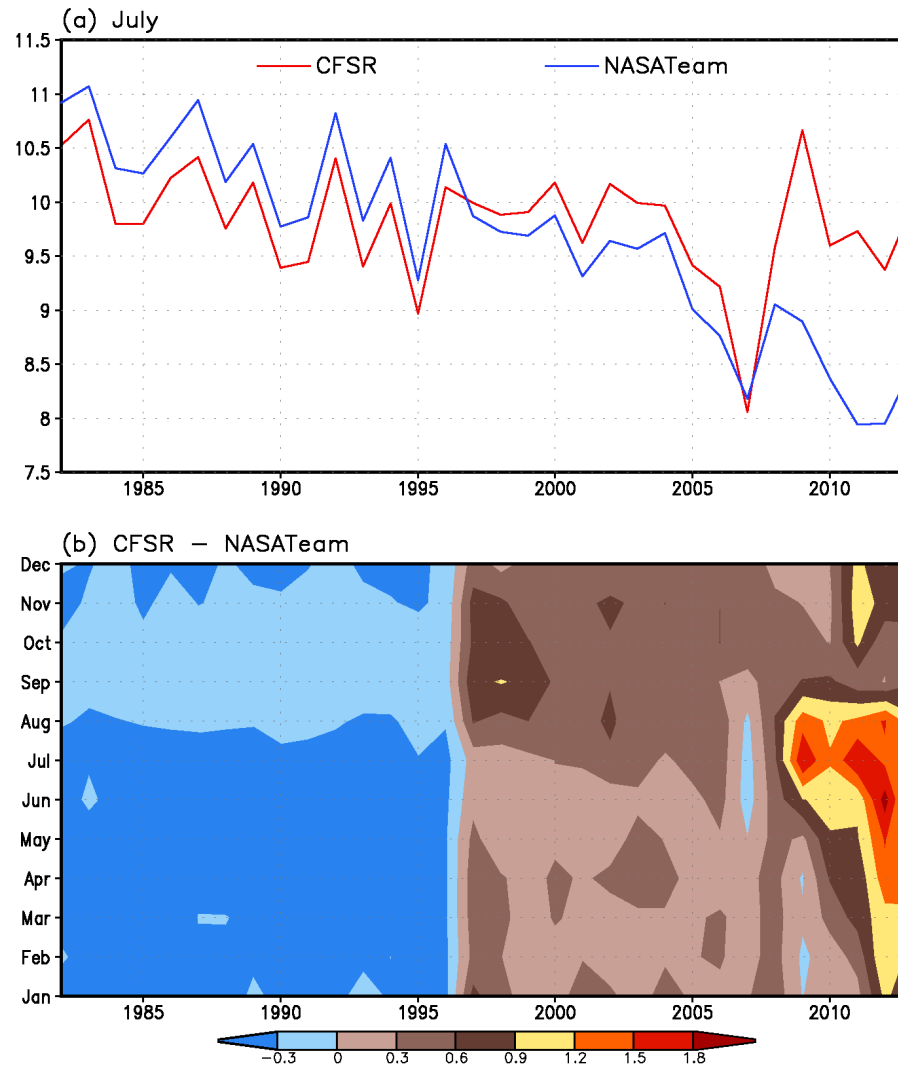 (a) July
11.5
CFSR NASATeam
11
10.5
10
9.5
9
8.5
8
7.5
1985 1990 1995 2000 2005 2010
(b) CFSR − NASATeam
Dec
Nov
Oct
Sep
Aug
Jul
Jun
May
Apr
Mar
Feb
Jan
1985 1990 1995 2000 2005 2010
−0.3 0 0.3 0.6 0.9 1.2 1.5 1.8